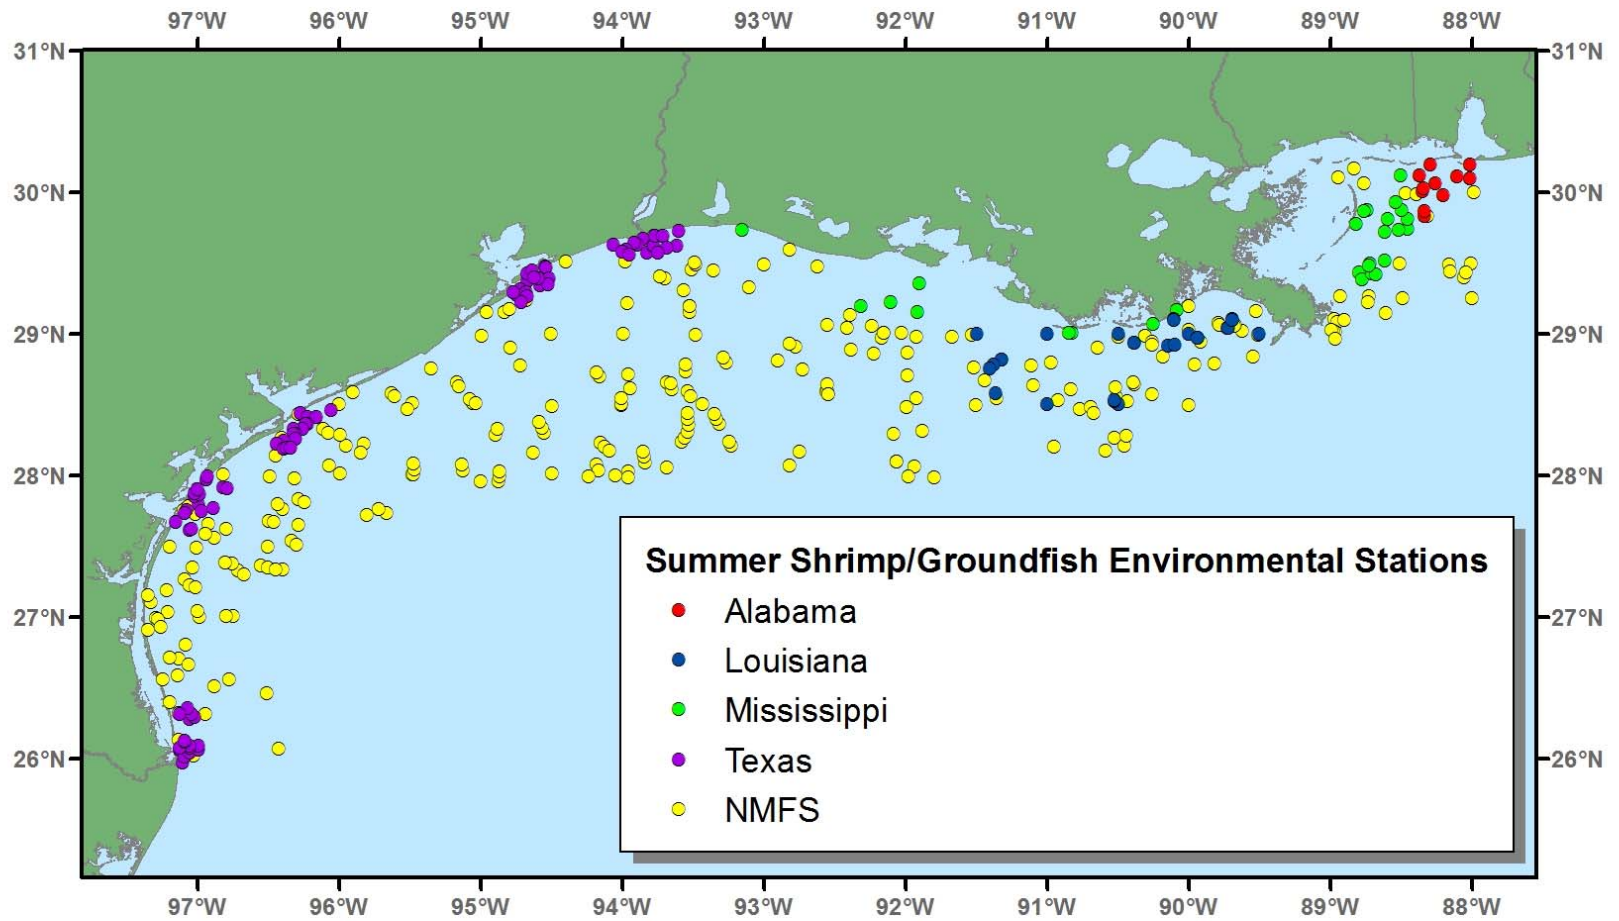 97°W 96°W 95°W 94°W 93°W 92°W 91°W 90°W 89°W 88°W
31°N 31°N
30°N 30°N
29°N 29°N
28°N 28°N
27°N 27°N
26°N 26°N
Summer Shrimp/Groundfish Environmental Stations
Alabama
Louisiana
Mississippi
Texas
NMFS
97°W 96°W 95°W 94°W 93°W 92°W 91°W 90°W 89°W 88°W